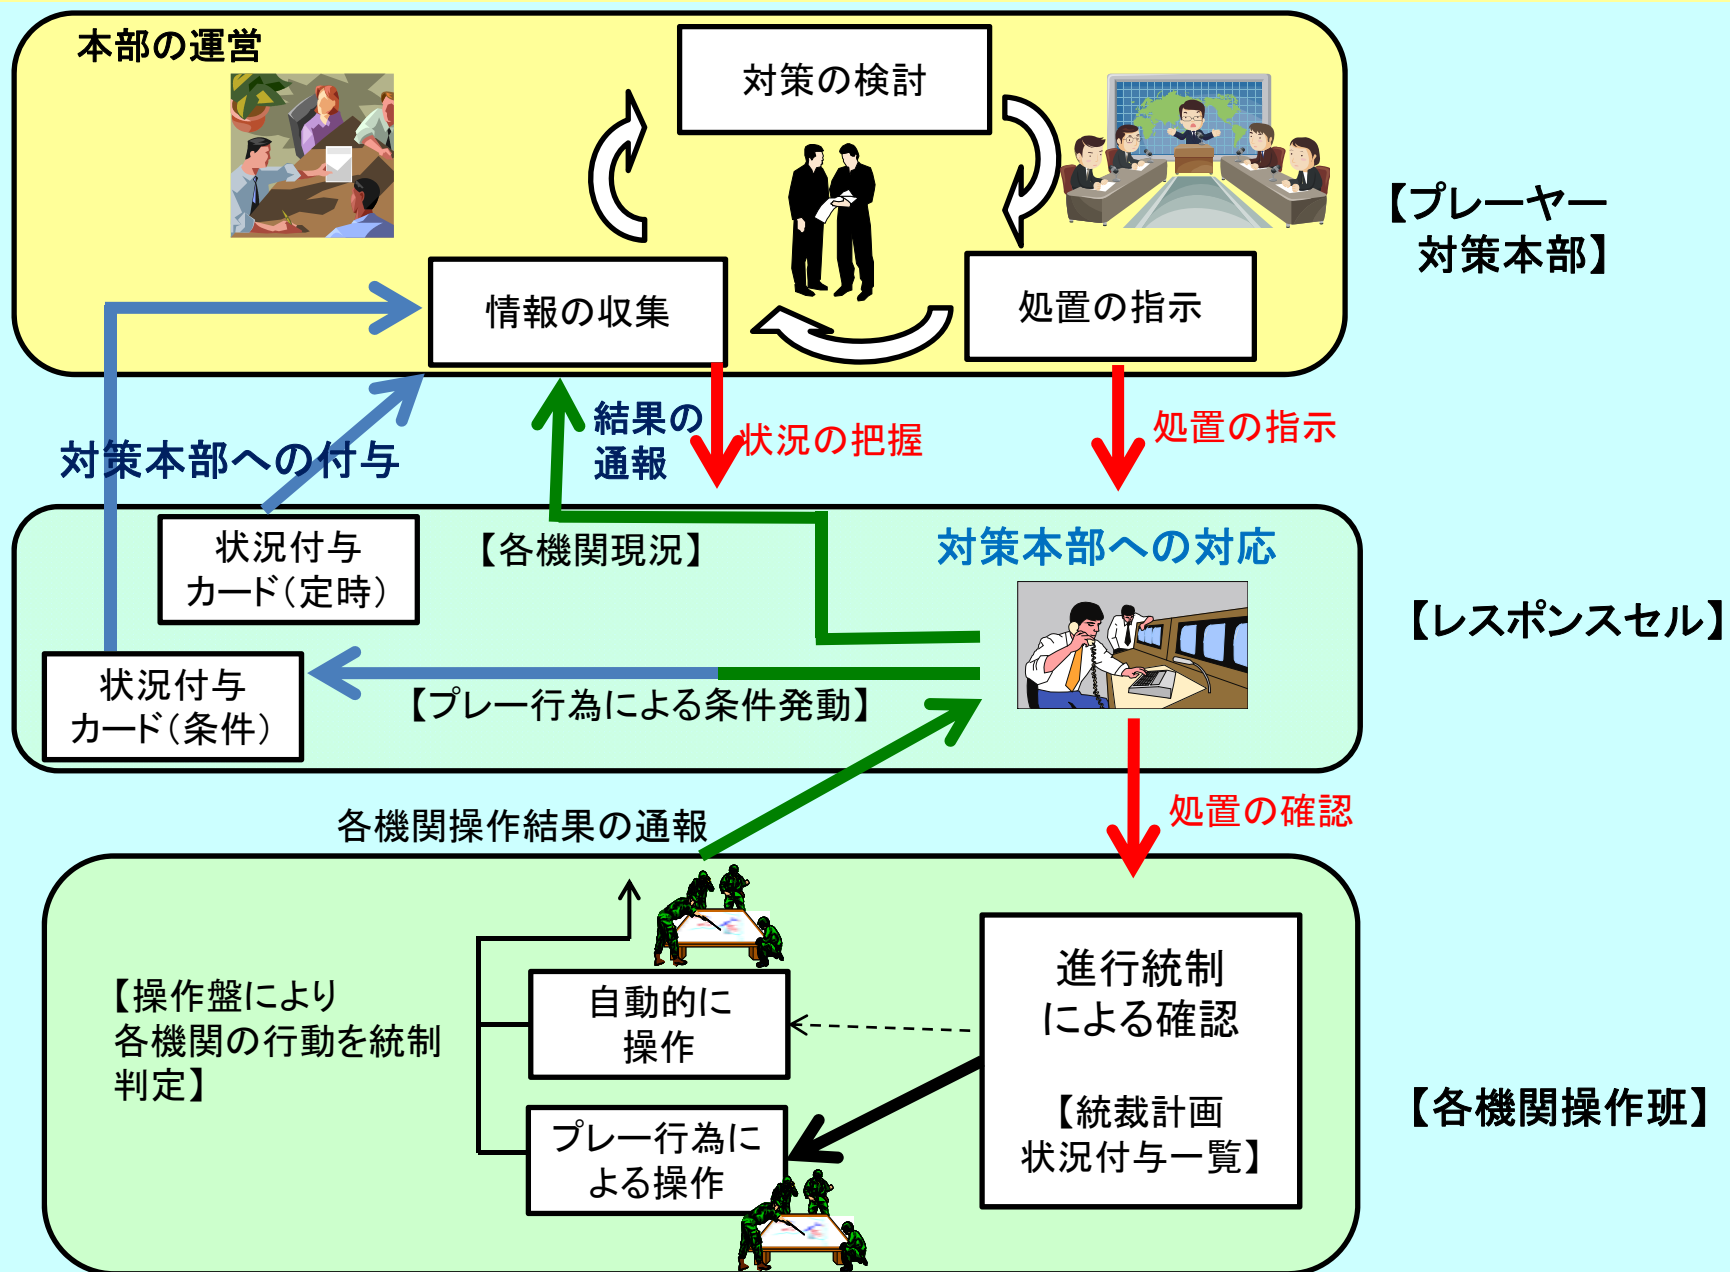 本部の運営
対策の検討
情報の収集
処置の指示
【プレーヤー
対策本部】
対策本部への付与
結果の
通報
状況の把握
処置の指示
状況付与
カード（定時）
【各機関現況】
対策本部への対応
【レスポンスセル】
状況付与
カード（条件）
【プレー行為による条件発動】
各機関操作結果の通報
処置の確認
【操作盤により
各機関の行動を統制
判定】
自動的に
操作
プレー行為に
よる操作
進行統制
による確認
【統裁計画
状況付与一覧】
【各機関操作班】